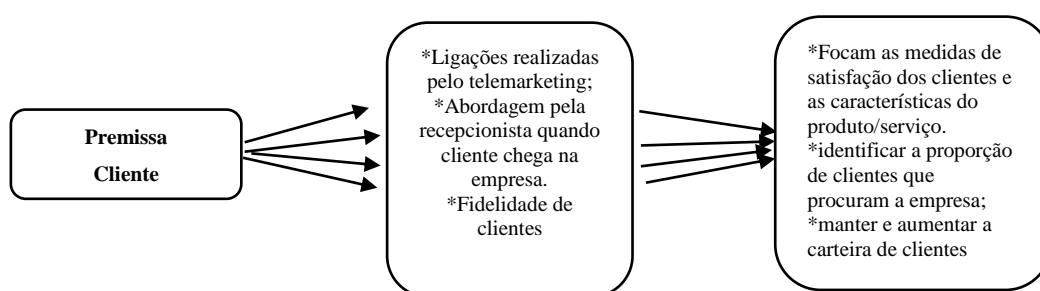 Premissa
Cliente
*Ligações realizadas
pelo telemarketing;
*Abordagem pela
recepcionista quando
cliente chega na
empresa.
*Fidelidade de
clientes
*Focam as medidas de
satisfação dos clientes e
as características do
produto/serviço.
*identificar a proporção
de clientes que
procuram a empresa;
*manter e aumentar a
carteira de clientes